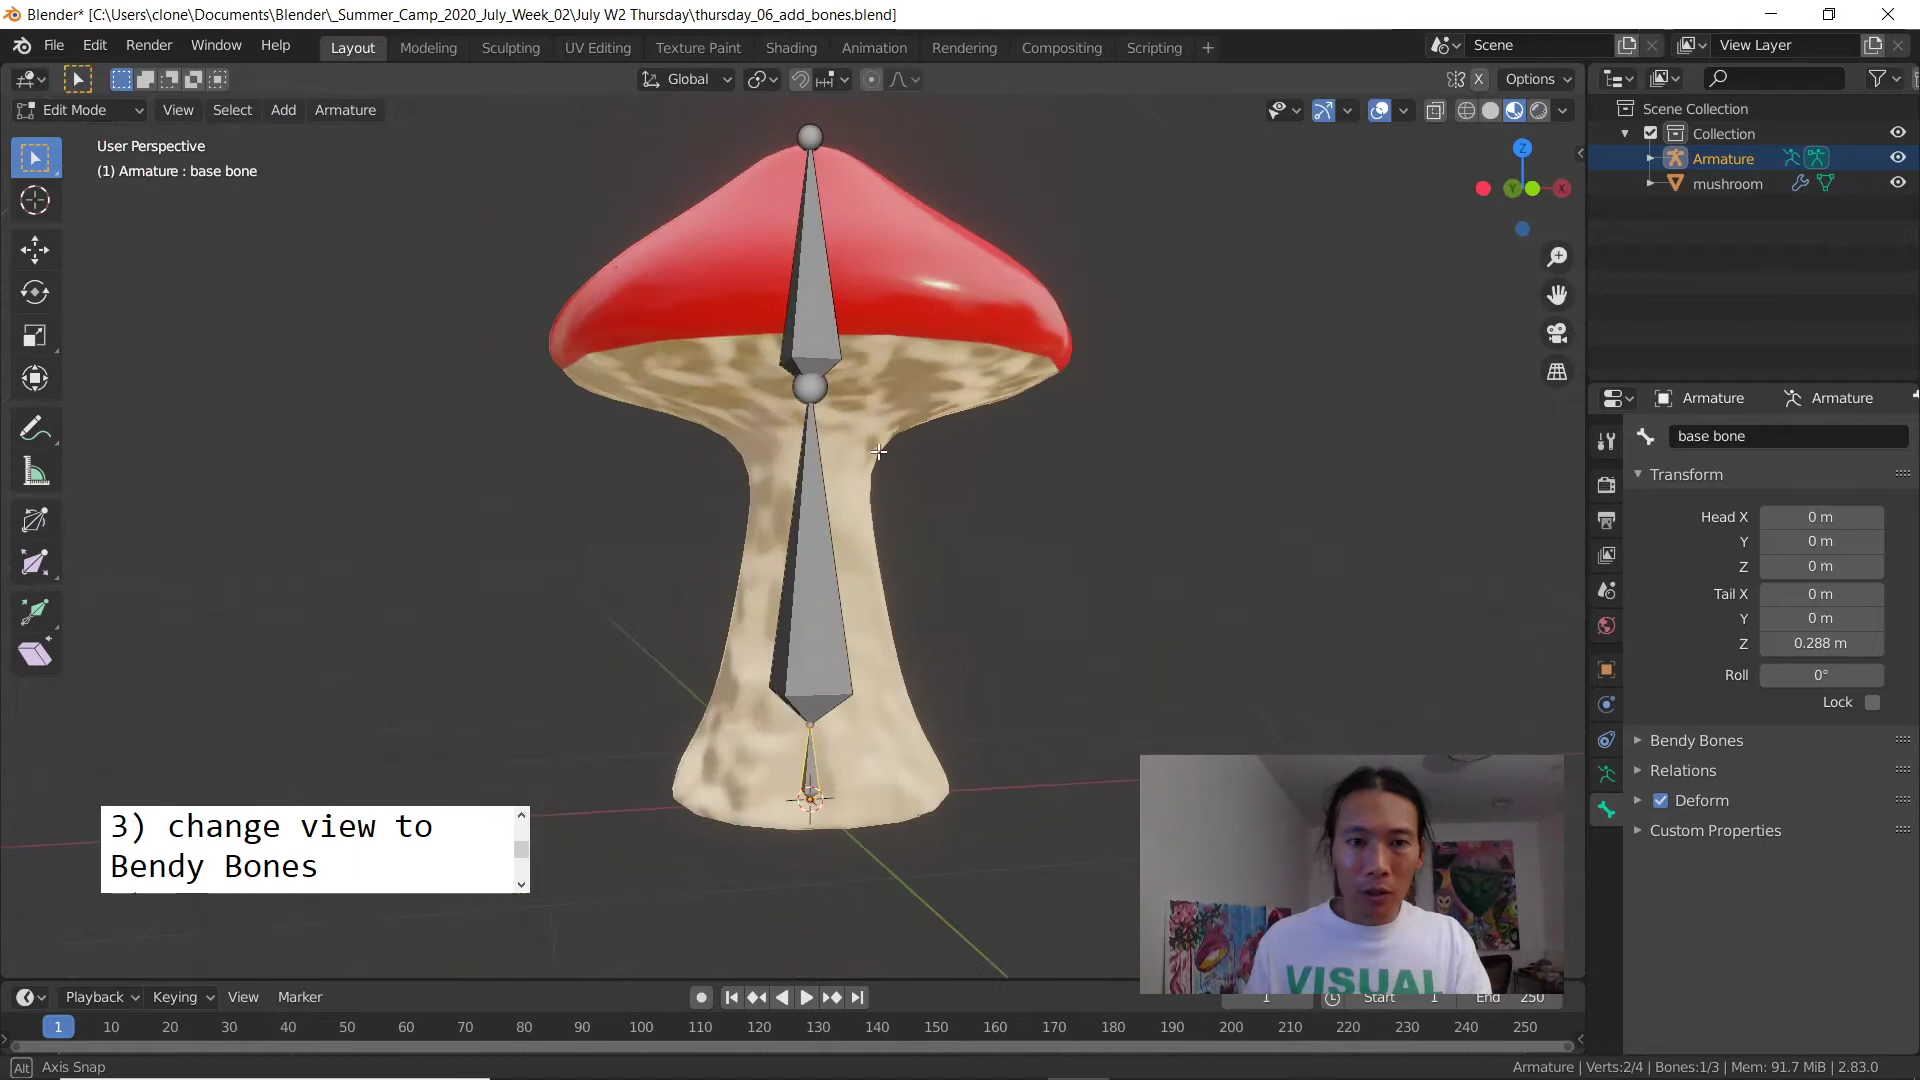 Blender* [C:\Users\clone\Documents\Blender\_Summer_Camp_2020_July_Week_02\July W2 Thursday\thursday_06_add_bones.blend]
File Edit Render Window Help Layout Modeling Sculpting UV Editing Texture Paint Shading Animation Rendering Compositing Scripting + Scene View Layer
Global X Options
Edit Mode View Select Add Armature
User Perspective
(1) Armature : base bone
Z
Y X
Scene Collection
Collection
Armature
mushroom
Armature Armature
base bone
Transform
Head X 0 m
Y 0 m
Z 0 m
Tail X 0 m
Y 0 m
Z 0.288 m
Roll 0°
Lock
Bendy Bones
Relations
Deform
Custom Properties
3) change view to
Bendy Bones
VISUAL
Playback Keying View Marker 1 Start 1 End 250
1 10 20 30 40 50 60 70 80 90 100 110 120 130 140 150 160 170 180 190 200 210 220 230 240 250
Alt Axis Snap
Armature | Verts:2/4 | Bones:1/3 | Mem: 91.7 MiB | 2.83.0